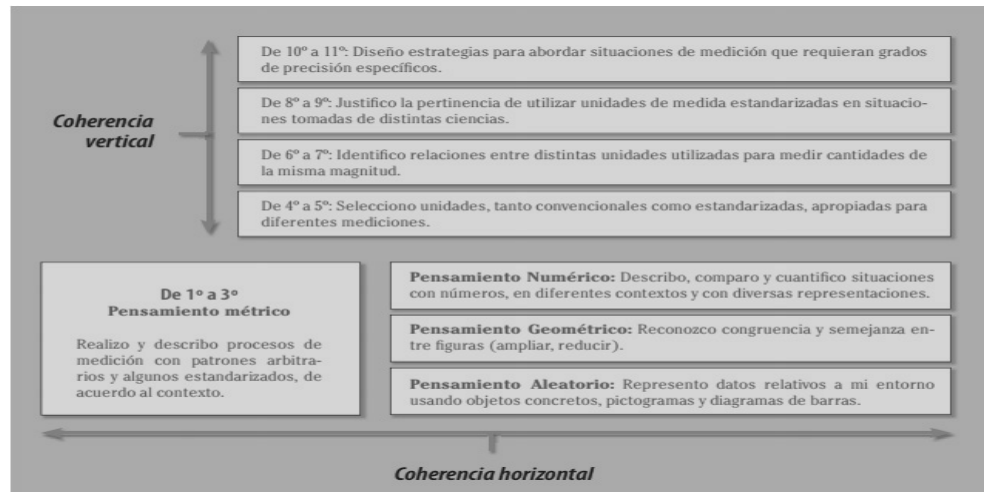 De 10º a 11º: Diseño estrategias para abordar situaciones de medición que requieran grados
de precisión específicos.
Coherencia
vertical
De 8º a 9º: Justifico la pertinencia de utilizar unidades de medida estandarizadas en situacio-
nes tomadas de distintas ciencias.
De 6º a 7º: Identifico relaciones entre distintas unidades utilizadas para medir cantidades de
la misma magnitud.
De 4º a 5º: Selecciono unidades, tanto convencionales como estandarizadas, apropiadas para
diferentes mediciones.
De 1º a 3º
Pensamiento métrico
Realizo y describo procesos de
medición con patrones arbitra-
rios y algunos estandarizados, de
acuerdo al contexto.
Pensamiento Numérico: Describo, comparo y cuantifico situaciones
con números, en diferentes contextos y con diversas representaciones.
Pensamiento Geométrico: Reconozco congruencia y semejanza en-
tre figuras (ampliar, reducir).
Pensamiento Aleatorio: Represento datos relativos a mi entorno
usando objetos concretos, pictogramas y diagramas de barras.
Coherencia horizontal